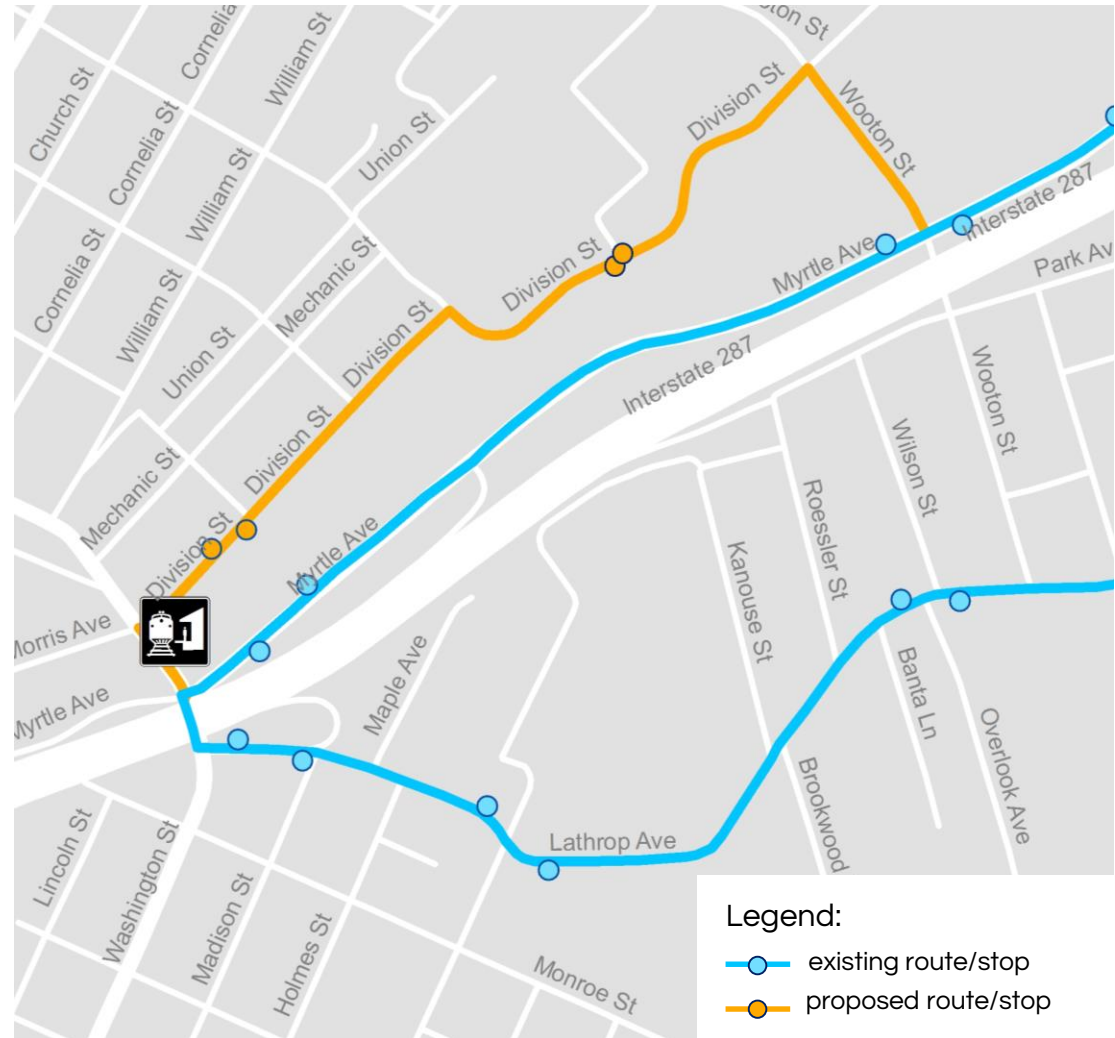 Cornelia
William St
ton St
Church St
Cornelia St
William St
Union St
Division St
Wooton St
Interstate 287
Cornelia St
William St
Mechanic St
Division St
Myrtle Ave
Park Av
Union St
Division St
Interstate 287
Wooton St
Mechanic St
Division St
Wilson St
Roessler St
Division St
Myrtle Ave
Kanouse St
Morris Ave
Maple Ave
Banta Ln
Myrtle Ave
Overlook Ave
Brookwood
Lathrop Ave
Lincoln St
Washington St
Madison St
Holmes St
Monroe St
Legend:
existing route/stop
proposed route/stop